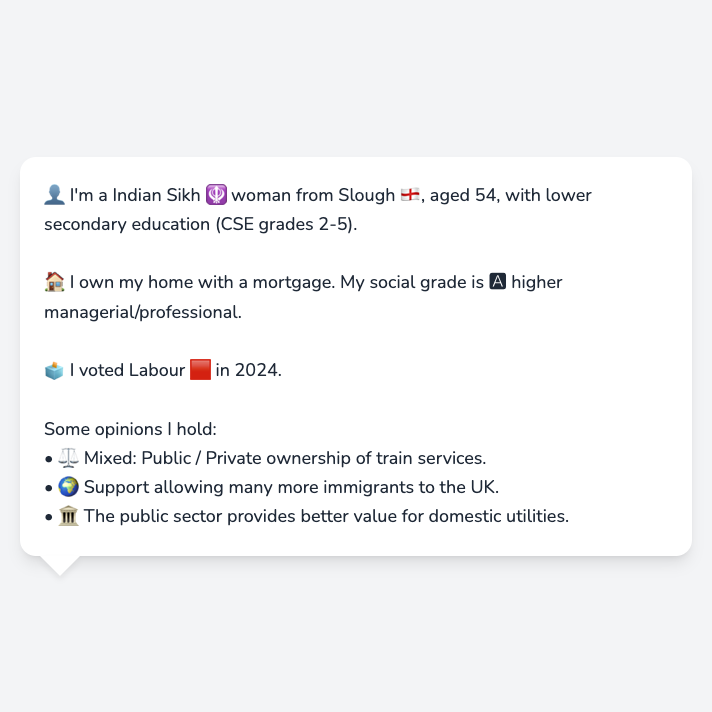 👤 I'm a Indian Sikh 🪯 woman from Slough 🏴󠁧󠁢󠁥󠁮󠁧󠁿, aged 54, with lower
secondary education (CSE grades 2-5).
🏠 I own my home with a mortgage. My social grade is 🅰 higher
managerial/professional.
🗳️ I voted Labour 🟥 in 2024.
Some opinions I hold:
• ⚖️ Mixed: Public / Private ownership of train services.
• 🌍 Support allowing many more immigrants to the UK.
• 🏛️ The public sector provides better value for domestic utilities.